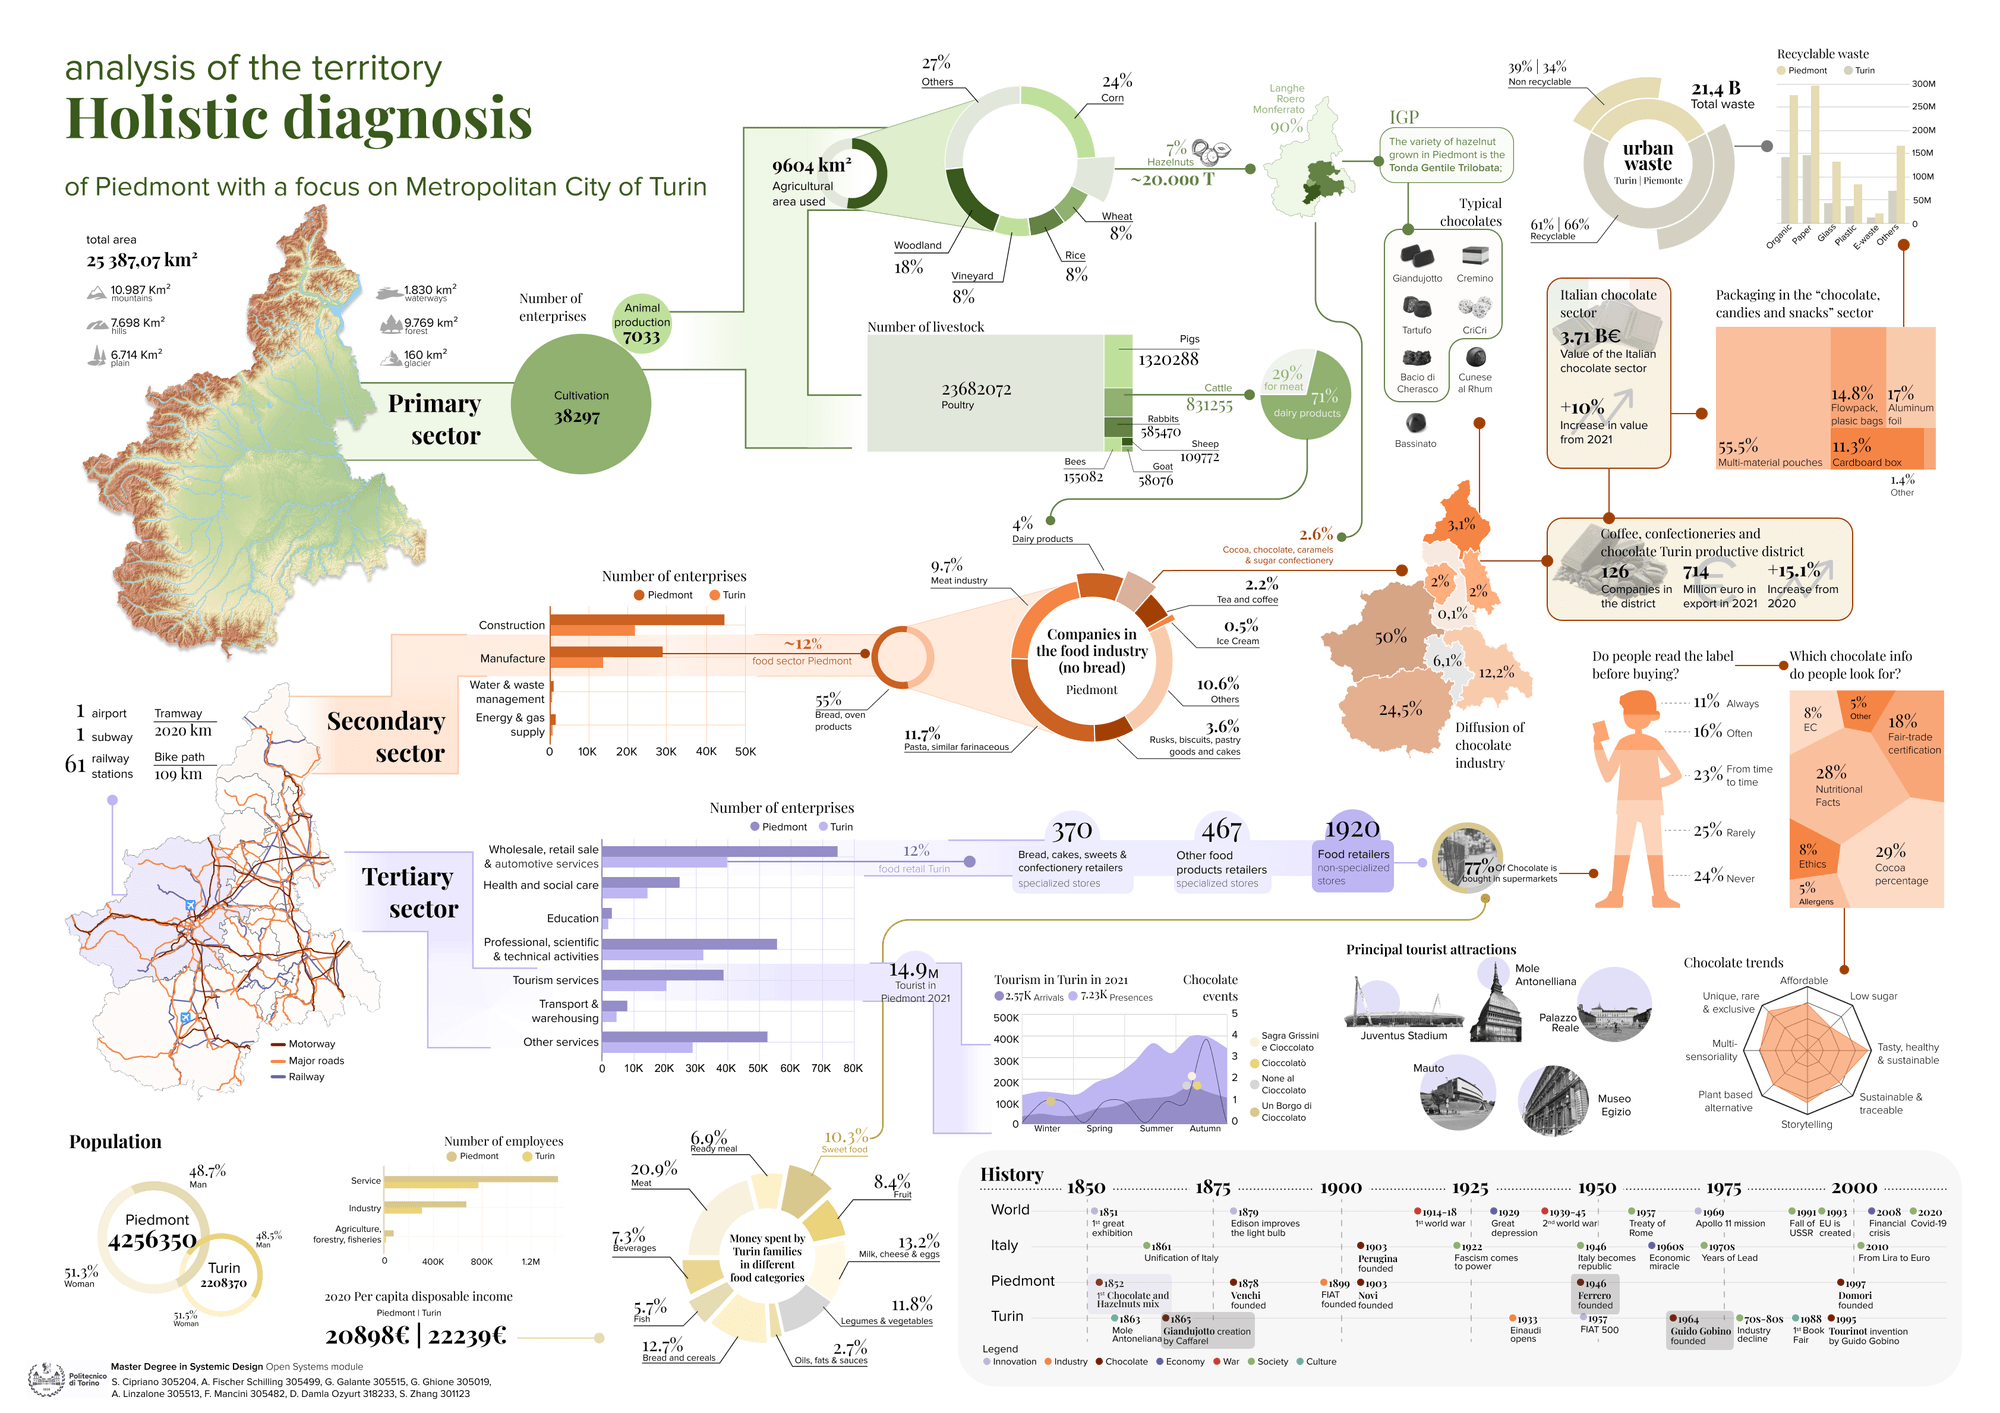 analysis of the territory
Holistic diagnosis
of Piedmont with a focus on Metropolitan City of Turin
total area
25 387,07 km²
10.987 Km²
mountains
7.698 Km²
hills
6.714 Km²
plain
1.830 km²
waterways
9.769 km²
forest
160 km²
glacier
Number of
enterprises
Animal
production
7033
Cultivation
38297
Primary
sector
9604 km²
Agricultural
area used
27%
Others
24%
Corn
7%
Hazelnuts
~20.000 T
Wheat
8%
Rice
8%
Vineyard
8%
Woodland
18%
Langhe
Roero
Monferrato
90%
IGP
The variety of hazelnut
grown in Piedmont is the
Tonda Gentile Trilobata;
Typical
chocolates
Giandujotto
Cremino
Tartufo
CriCri
Bacio di
Cherasco
Cunese
al Rhum
Bassinato
Number of livestock
23682072
Poultry
Pigs
1320288
Cattle
831255
Rabbits
585470
Sheep
109772
Goat
58076
Bees
155082
29%
for meat
71%
dairy products
39% | 34%
Non recyclable
21,4 B
Total waste
urban
waste
Turin | Piemonte
61% | 66%
Recyclable
Recyclable waste
Piedmont
Turin
300M
250M
200M
150M
100M
50M
0
Organic
Paper
Glass
Plastic
E-waste
Others
Italian chocolate
sector
3.71 B€
Value of the Italian
chocolate sector
+10%
Increase in value
from 2021
Packaging in the “chocolate,
candies and snacks” sector
55.5%
Multi-material pouches
14.8%
Flowpack,
plasic bags
17%
Aluminum
foil
11.3%
Cardboard box
1.4%
Other
Coffee, confectioneries and
chocolate Turin productive district
126
Companies in
the district
714
Million euro in
export in 2021
+15.1%
Increase from
2020
Secondary
sector
Number of enterprises
Piedmont
Turin
Construction
Manufacture
Water & waste
management
Energy & gas
supply
0
10K
20K
30K
40K
50K
~12%
food sector Piedmont
55%
Bread, oven
products
Companies in
the food industry
(no bread)
Piedmont
4%
Dairy products
9.7%
Meat industry
2.6%
Cocoa, chocolate, caramels
& sugar confectionery
2.2%
Tea and coffee
0.5%
Ice Cream
10.6%
Others
3.6%
Rusks, biscuits, pastry
goods and cakes
11.7%
Pasta, similar farinaceous
3,1%
2%
2%
0,1%
50%
6,1%
12,2%
24,5%
Diffusion of
chocolate
industry
Do people read the label
before buying?
11% Always
16% Often
23% From time
to time
25% Rarely
24% Never
Which chocolate info
do people look for?
8%
EC
5%
Other
18%
Fair-trade
certification
28%
Nutritional
Facts
8%
Ethics
29%
Cocoa
percentage
5%
Allergens
1 airport
1 subway
61 railway
stations
Tramway
2020 km
Bike path
109 km
Motorway
Major roads
Railway
Tertiary
sector
Number of enterprises
Piedmont
Turin
Wholesale, retail sale
& automotive services
Health and social care
Education
Professional, scientific
& technical activities
Tourism services
Transport &
warehousing
Other services
0
10K
20K
30K
40K
50K
60K
70K
80K
12%
food retail Turin
370
Bread, cakes, sweets &
confectionery retailers
specialized stores
467
Other food
products retailers
specialized stores
1920
Food retailers
non-specialized
stores
77% Of Chocolate is
bought in supermarkets
14.9M
Tourist in
Piedmont 2021
Tourism in Turin in 2021
2.57K Arrivals
7.23K Presences
Chocolate
events
500K
400K
300K
200K
100K
0
5
4
3
2
1
0
Winter
Spring
Summer
Autumn
Sagra Grissini
e Cioccolato
Cioccolatò
None al
Cioccolato
Un Borgo di
Cioccolato
Principal tourist attractions
Juventus Stadium
Mole
Antonelliana
Palazzo
Reale
Mauto
Museo
Egizio
Chocolate trends
Affordable
Low sugar
Tasty, healthy
& sustainable
Sustainable &
traceable
Storytelling
Plant based
alternative
Multi-
sensoriality
Unique, rare
& exclusive
Population
48.7%
Man
Piedmont
4256350
51.3%
Woman
48.5%
Man
Turin
2208370
51.5%
Woman
Number of employees
Piedmont
Turin
Service
Industry
Agriculture,
forestry, fisheries
0
400K
800K
1.2M
2020 Per capita disposable income
Piedmont | Turin
20898€ | 22239€
Money spent by
Turin families
in different
food categories
6.9%
Ready meal
10.3%
Sweet food
20.9%
Meat
8.4%
Fruit
7.3%
Beverages
13.2%
Milk, cheese & eggs
5.7%
Fish
11.8%
Legumes & vegetables
12.7%
Bread and cereals
2.7%
Oils, fats & sauces
History
1850
1875
1900
1925
1950
1975
2000
World
1851
1st great
exhibition
1879
Edison improves
the light bulb
1914-18
1st world war
1929
Great
depression
1939-45
2nd world war
1957
Treaty of
Rome
1969
Apollo 11 mission
1991
Fall of
USSR
1993
EU is
created
2008
Financial
crisis
2020
Covid-19
Italy
1861
Unification of Italy
1903
Perugina
founded
1922
Fascism comes
to power
1946
Italy becomes
republic
1960s
Economic
miracle
1970s
Years of Lead
2010
From Lira to Euro
Piedmont
1852
1st Chocolate and
Hazelnuts mix
1878
Venchi
founded
1899
FIAT
founded
1903
Novi
founded
1946
Ferrero
founded
1997
Domori
founded
Turin
1863
Mole
Antonelliana
1865
Giandujotto creation
by Caffarel
1933
Einaudi
opens
1957
FIAT 500
1964
Guido Gobino
founded
70s-80s
Industry
decline
1988
1st Book
Fair
1995
Tourinot invention
by Guido Gobino
Legend
Innovation
Industry
Chocolate
Economy
War
Society
Culture
Politecnico
di Torino
Master Degree in Systemic Design Open Systems module
S. Cipriano 305204, A. Fischer Schilling 305499, G. Galante 305515, G. Ghione 305019,
A. Linzalone 305513, F. Mancini 305482, D. Damla Ozyurt 318233, S. Zhang 301123